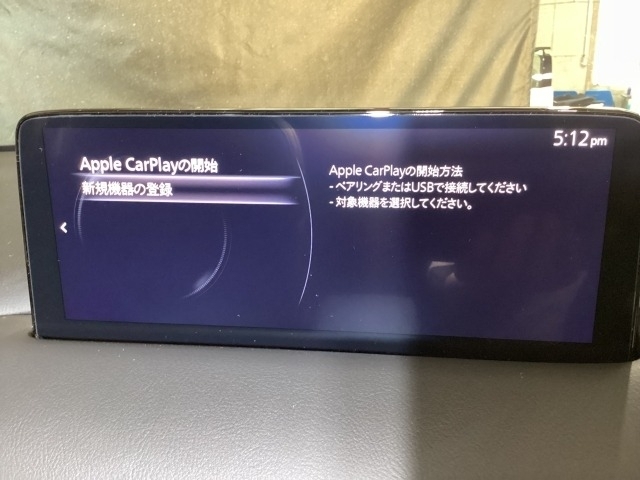 5:12 pm
Apple CarPlayの開始
新規機器の登録
Apple CarPlayの開始方法
- ペアリングまたはUSBで接続してください
- 対象機器を選択してください。